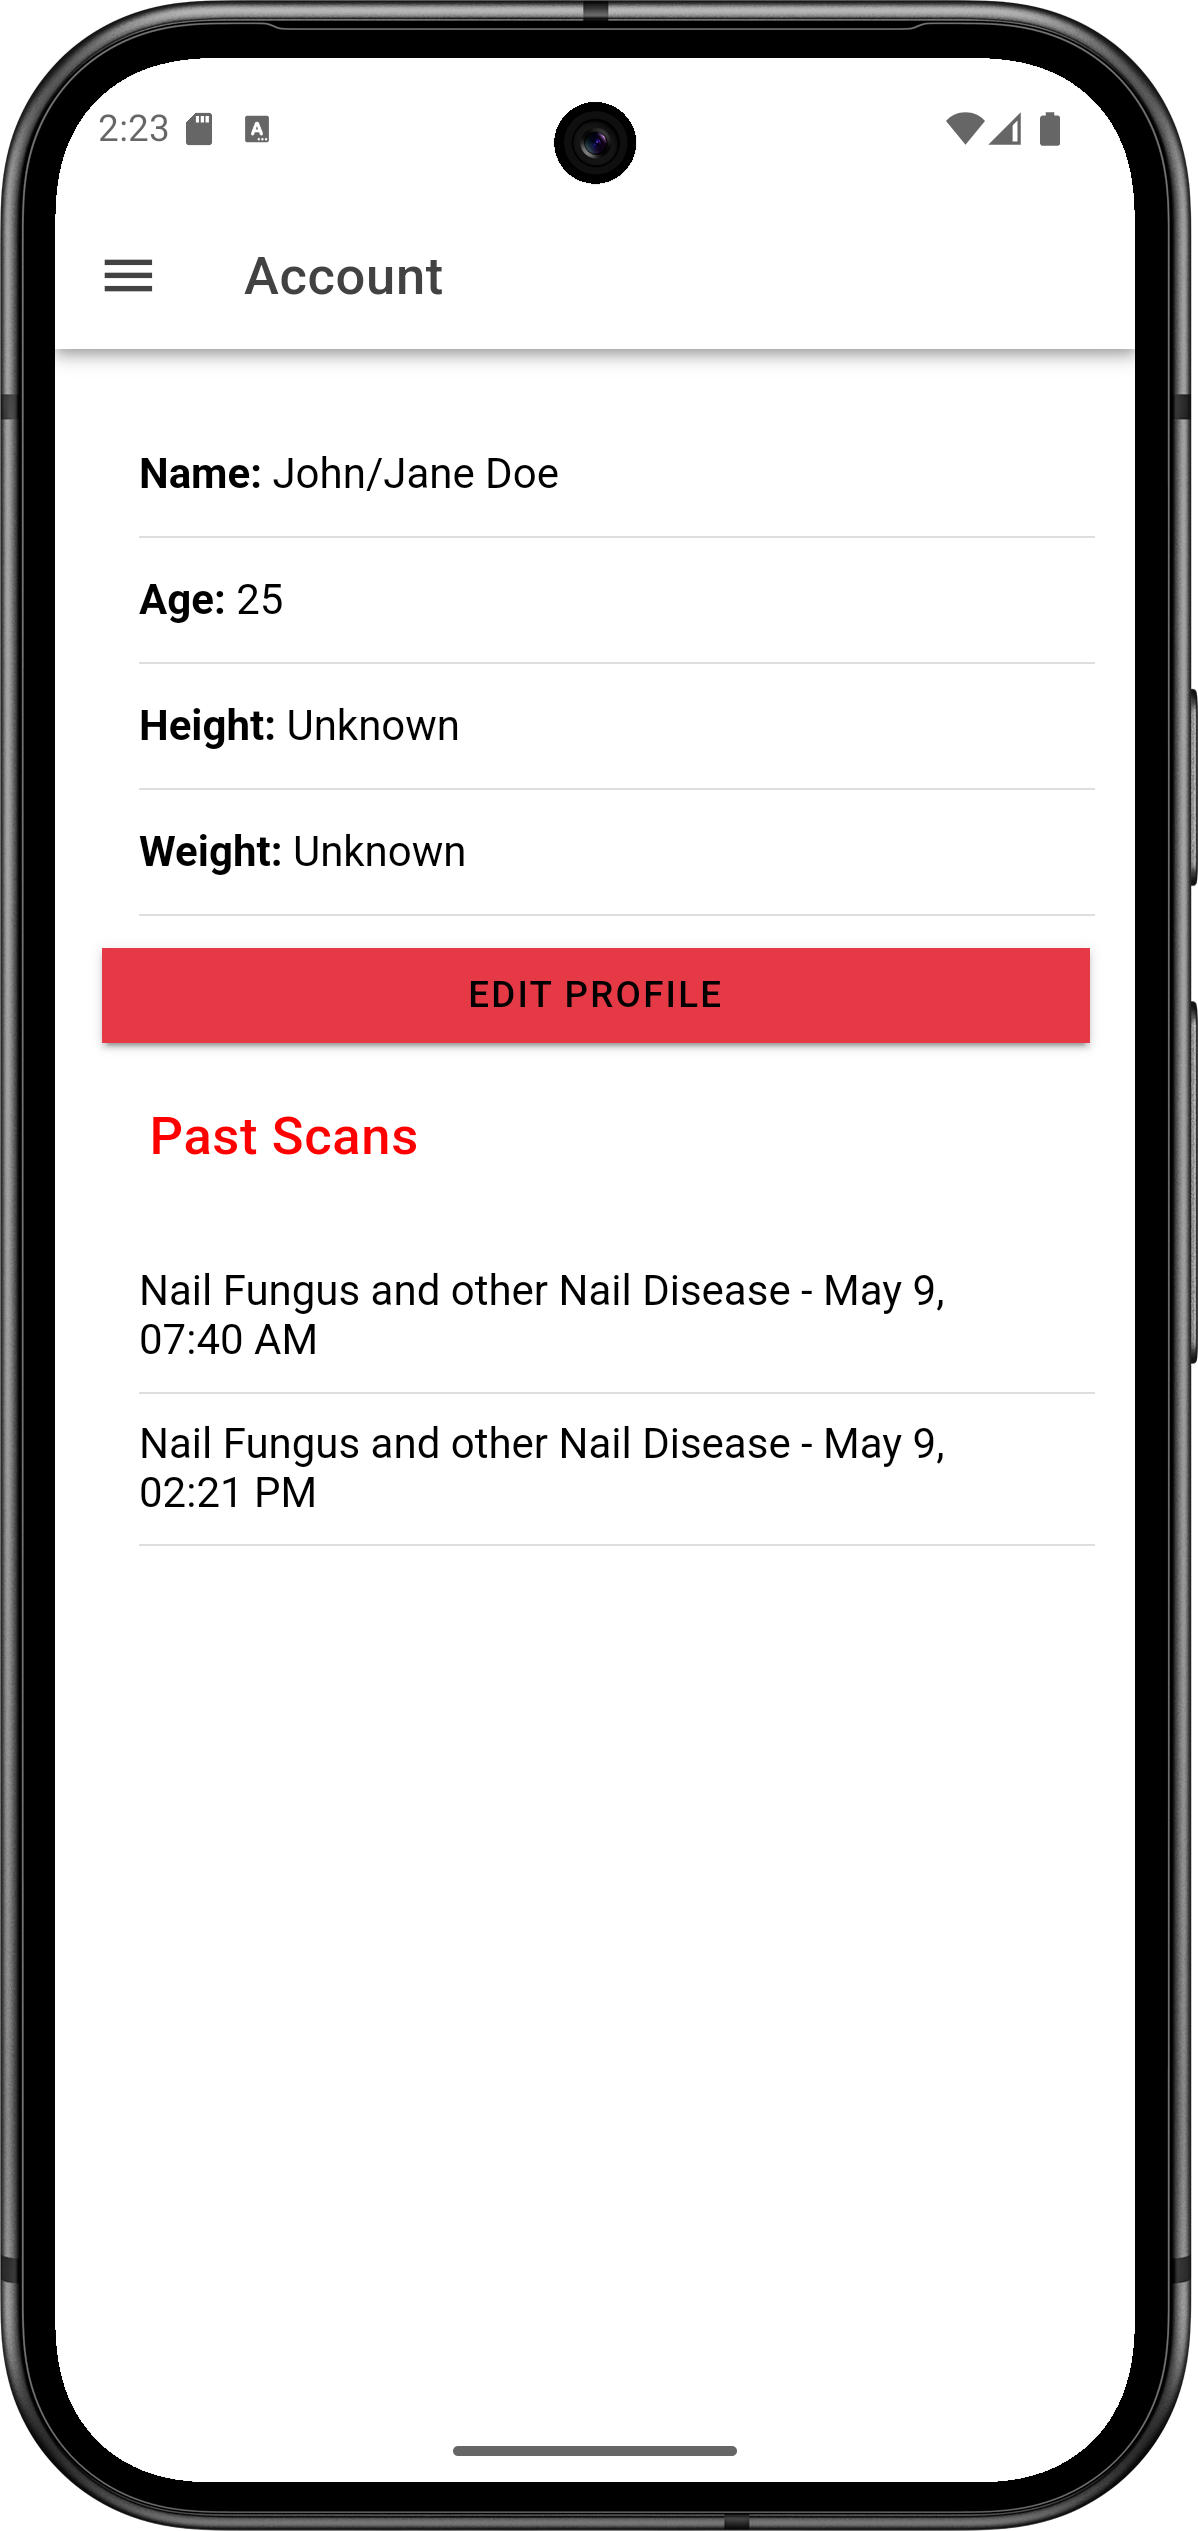 2:23
Account
Name: John/Jane Doe
Age: 25
Height: Unknown
Weight: Unknown
EDIT PROFILE
Past Scans
Nail Fungus and other Nail Disease - May 9,
07:40 AM
Nail Fungus and other Nail Disease - May 9,
02:21 PM